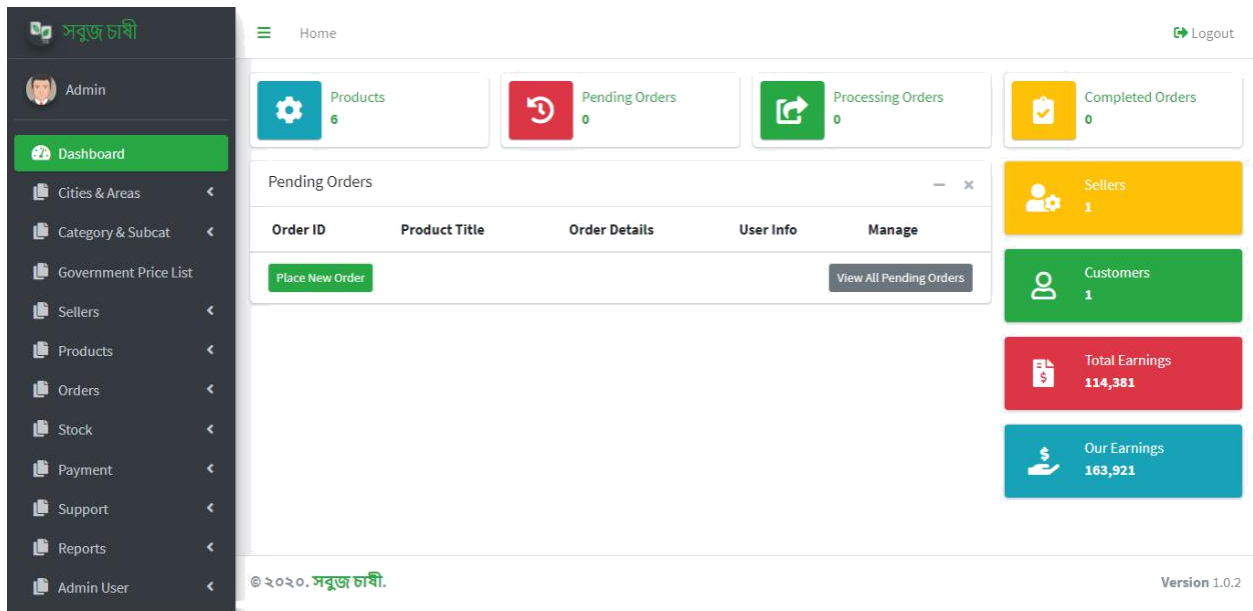 সবুজ চাষী
Home
Logout
Admin
Dashboard
Cities & Areas
Category & Subcat
Government Price List
Sellers
Products
Orders
Stock
Payment
Support
Reports
Admin User
Products
6
Pending Orders
0
Processing Orders
0
Completed Orders
0
Pending Orders
Order ID Product Title Order Details User Info Manage
Place New Order View All Pending Orders
Sellers
1
Customers
1
Total Earnings
114,381
Our Earnings
163,921
© ২০২০. সবুজ চাষী.
Version 1.0.2